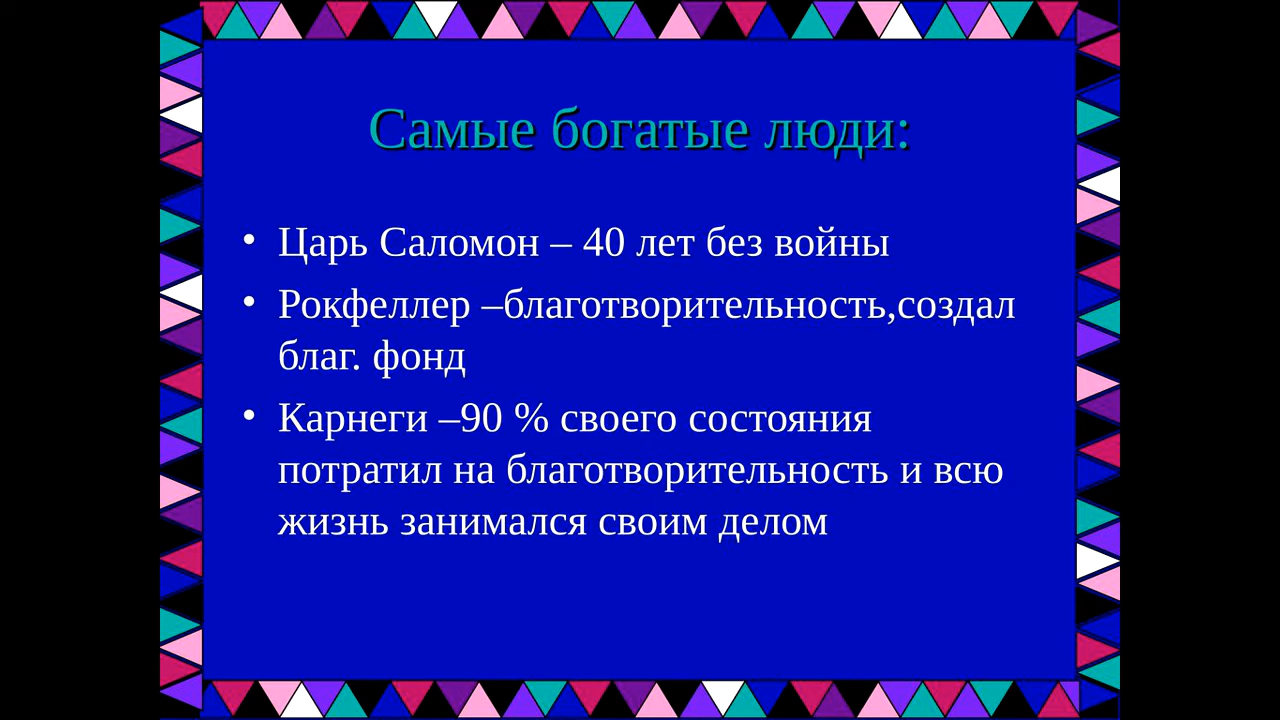 Самые богатые люди:
• Царь Саломон – 40 лет без войны
• Рокфеллер –благотворительность,создал
благ. фонд
• Карнеги –90 % своего состояния
потратил на благотворительность и всю
жизнь занимался своим делом